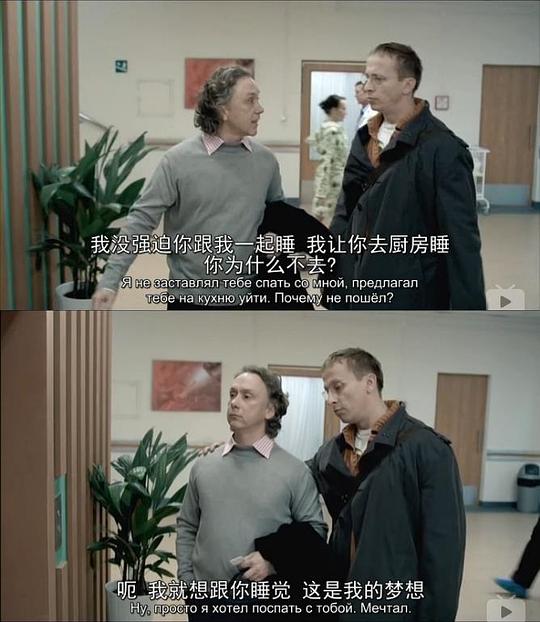 我没强迫你跟我一起睡 我让你去厨房睡
你为什么不去?
Я не заставлял тебе спать со мной, предлагал
тебе на кухню уйти. Почему не пошёл?
呃 我就想跟你睡觉 这是我的梦想
Ну, просто я хотел поспать с тобой. Мечтал.